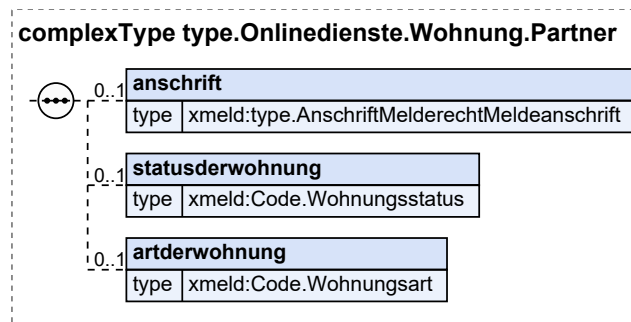 complexType type.Onlinedienste.Wohnung.Partner
0..1 anschrift
type xmeld:type.AnschriftMelderechtMeldeanschrift
0..1 statusderwohnung
type xmeld:Code.Wohnungsstatus
0..1 artderwohnung
type xmeld:Code.Wohnungsart